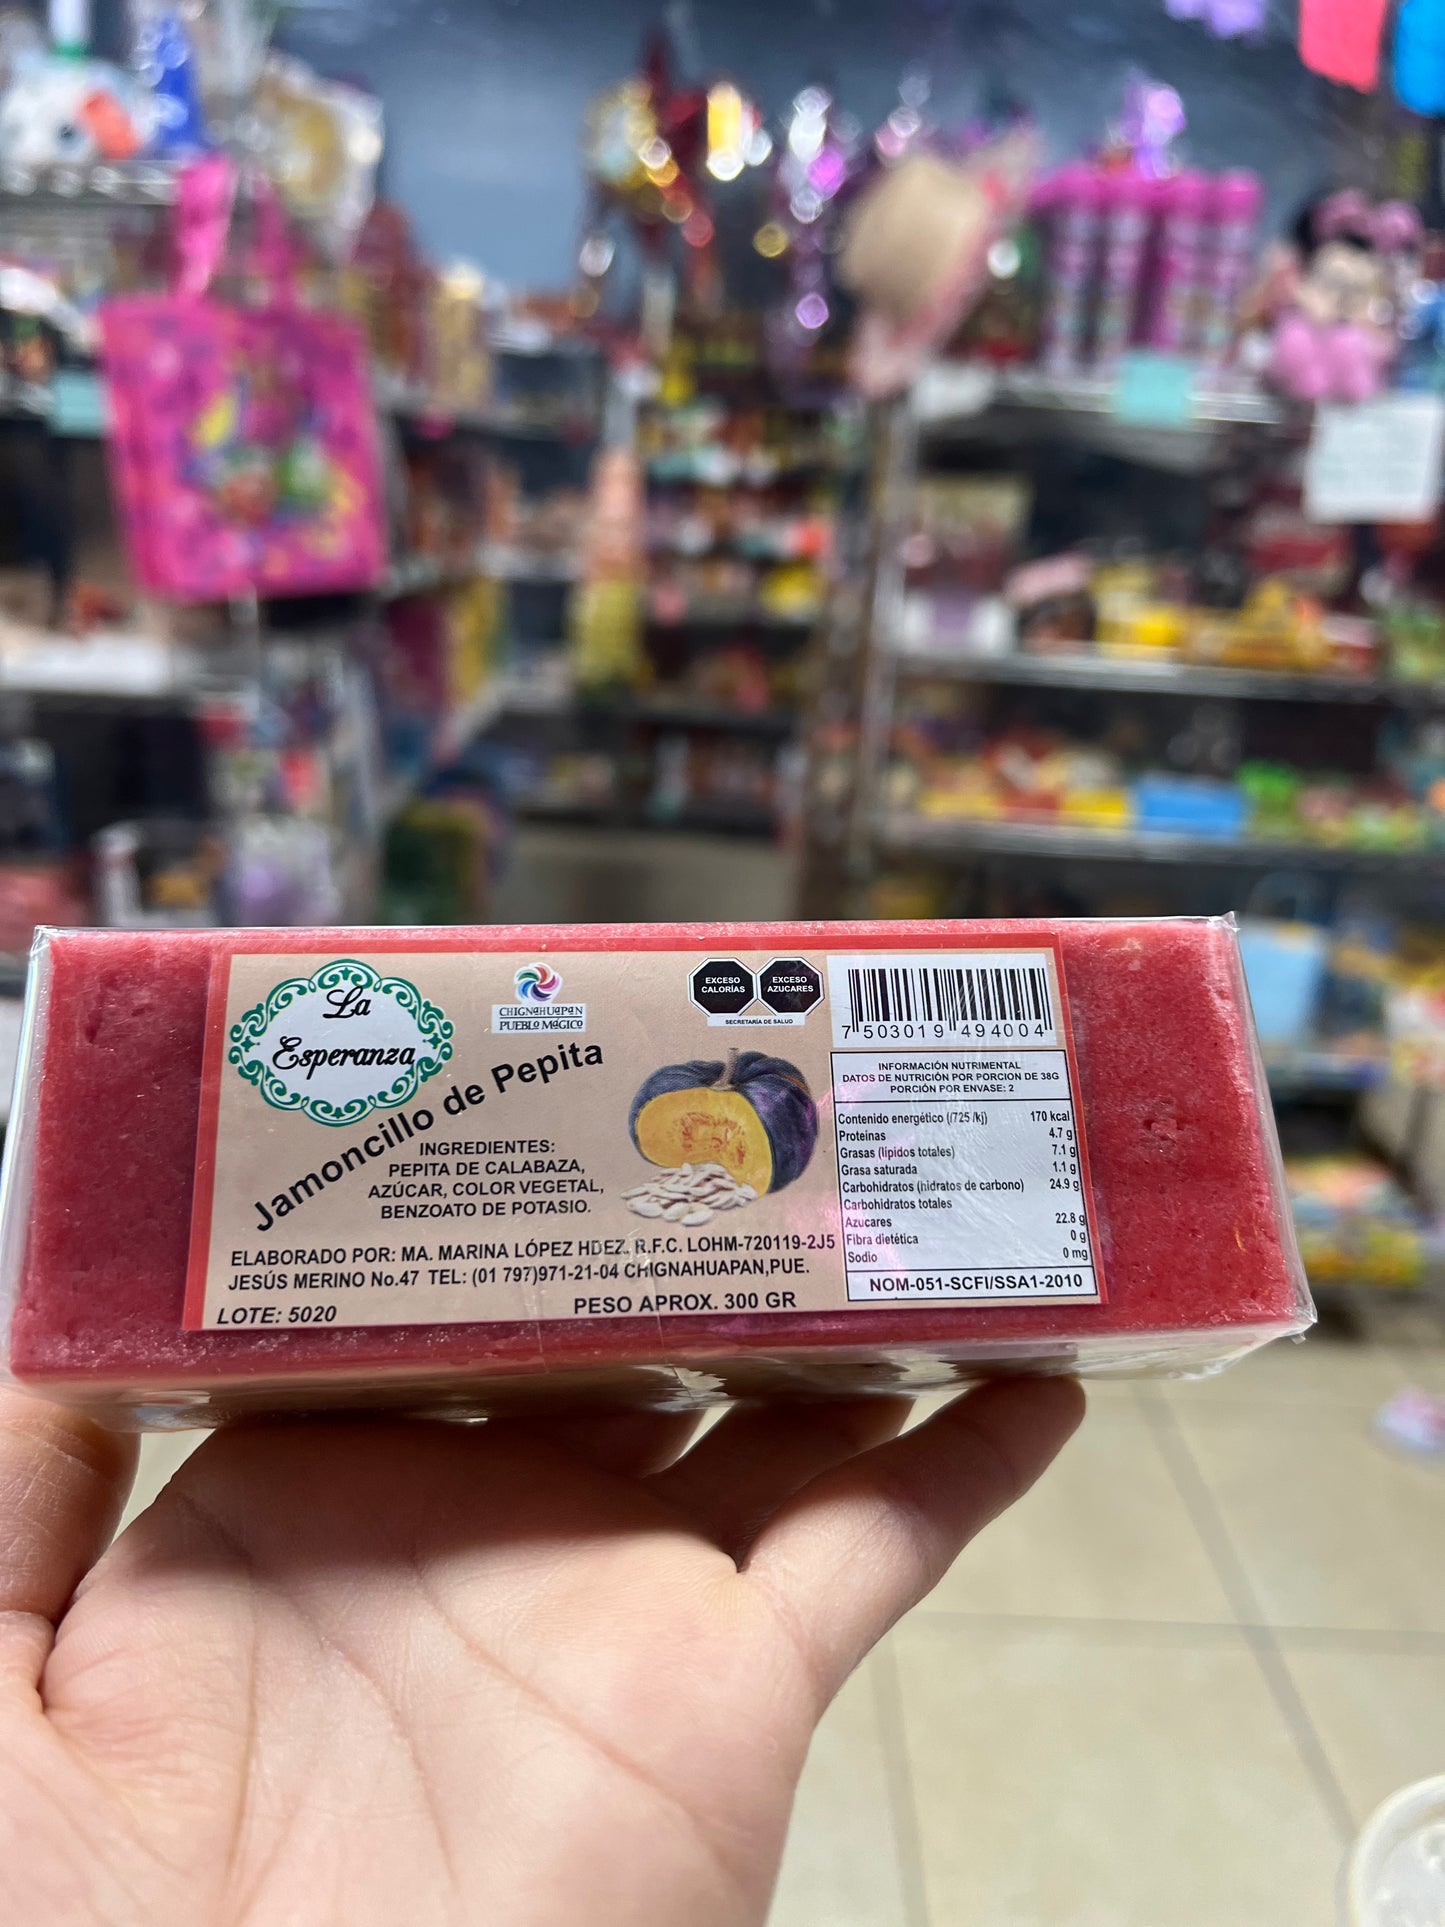 La
Esperanza
CHIGNAHUAPAN
PUEBLO MÁGICO
EXCESO
CALORÍAS
EXCESO
AZUCARES
SECRETARÍA DE SALUD
7 503019 494004
Jamoncillo de Pepita
INGREDIENTES:
PEPITA DE CALABAZA,
AZÚCAR, COLOR VEGETAL,
BENZOATO DE POTASIO.
ELABORADO POR: MA. MARINA LÓPEZ HDEZ. R.F.C. LOHM-720119-2J5
JESÚS MERINO No.47 TEL: (01 797)971-21-04 CHIGNAHUAPAN,PUE.
LOTE: 5020
PESO APROX. 300 GR
INFORMACIÓN NUTRIMENTAL
DATOS DE NUTRICIÓN POR PORCION DE 38G
PORCIÓN POR ENVASE: 2
Contenido energético (/725 /kj) 170 kcal
Proteinas 4.7 g
Grasas (lipidos totales) 7.1 g
Grasa saturada 1.1 g
Carbohidratos (hidratos de carbono) 24.9 g
Carbohidratos totales
Azucares 22.8 g
Fibra dietética 0 g
Sodio 0 mg
NOM-051-SCFI/SSA1-2010